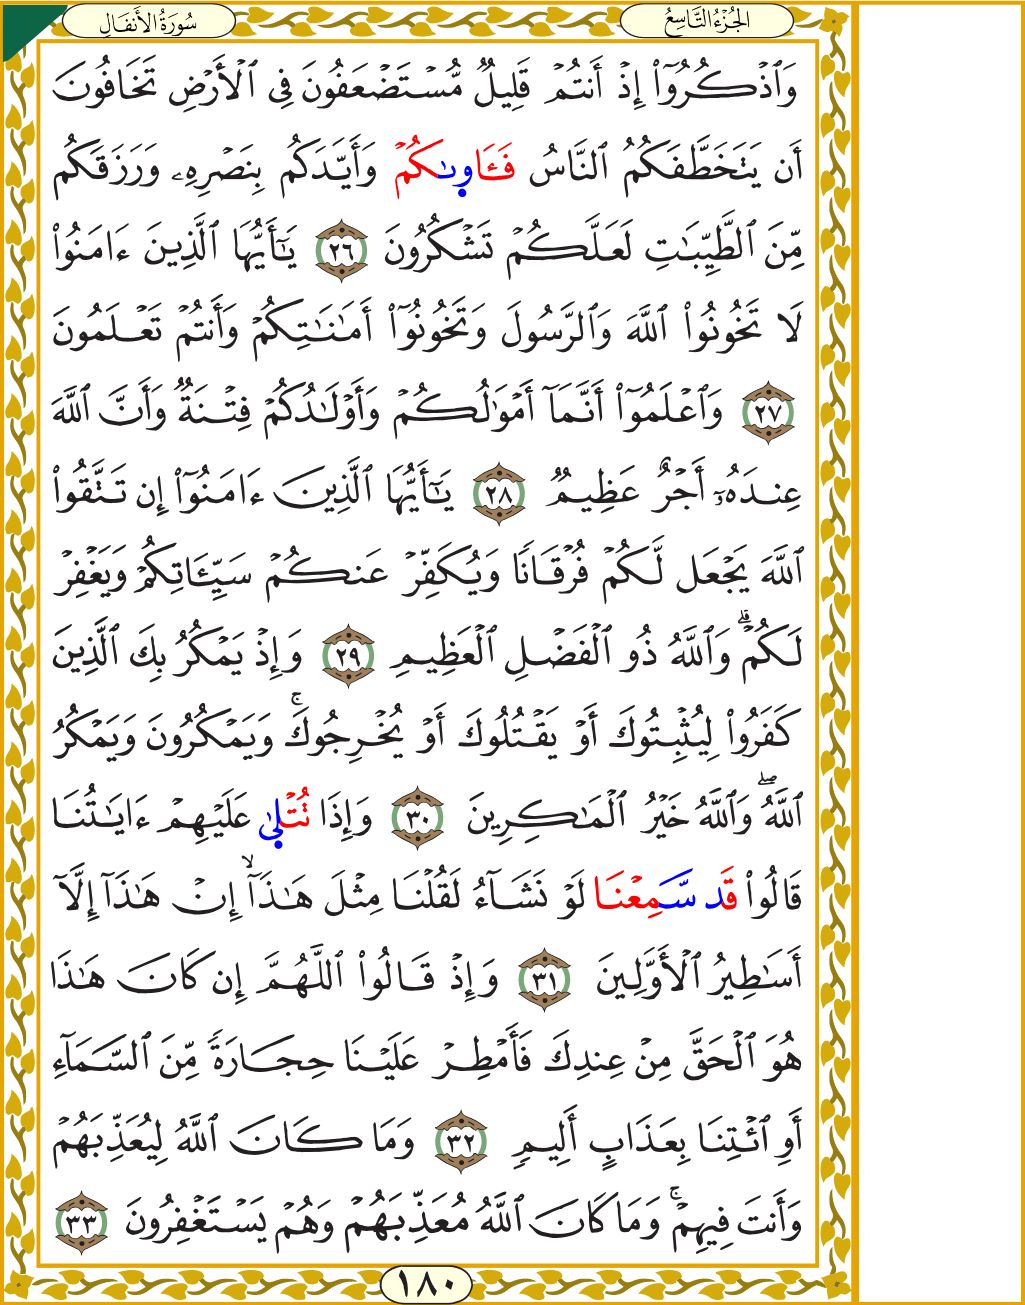 سُورَةُ الأَنفَال
الجُزْءُ التَّاسِعُ
وَٱذْكُرُوٓا۟ إِذْ أَنتُمْ قَلِيلٌ مُّسْتَضْعَفُونَ فِى ٱلْأَرْضِ تَخَافُونَ
أَن يَتَخَطَّفَكُمُ ٱلنَّاسُ فَـَٔاوىٰكُمْ وَأَيَّدَكُم بِنَصْرِهِۦ وَرَزَقَكُم
مِّنَ ٱلطَّيِّبَـٰتِ لَعَلَّكُمْ تَشْكُرُونَ ٢٦ يَـٰٓأَيُّهَا ٱلَّذِينَ ءَامَنُوا۟
لَا تَخُونُوا۟ ٱللَّهَ وَٱلرَّسُولَ وَتَخُونُوٓا۟ أَمَـٰنَـٰتِكُمْ وَأَنتُمْ تَعْلَمُونَ
٢٧ وَٱعْلَمُوٓا۟ أَنَّمَآ أَمْوَٰلُكُمْ وَأَوْلَـٰدُكُمْ فِتْنَةٌ وَأَنَّ ٱللَّهَ
عِندَهُۥٓ أَجْرٌ عَظِيمٌ ٢٨ يَـٰٓأَيُّهَا ٱلَّذِينَ ءَامَنُوٓا۟ إِن تَتَّقُوا۟
ٱللَّهَ يَجْعَل لَّكُمْ فُرْقَانًا وَيُكَفِّرْ عَنكُمْ سَيِّـَٔاتِكُمْ وَيَغْفِرْ
لَكُمْ ۗ وَٱللَّهُ ذُو ٱلْفَضْلِ ٱلْعَظِيمِ ٢٩ وَإِذْ يَمْكُرُ بِكَ ٱلَّذِينَ
كَفَرُوا۟ لِيُثْبِتُوكَ أَوْ يَقْتُلُوكَ أَوْ يُخْرِجُوكَ ۚ وَيَمْكُرُونَ وَيَمْكُرُ
ٱللَّهُ ۖ وَٱللَّهُ خَيْرُ ٱلْمَـٰكِرِينَ ٣٠ وَإِذَا تُتْلىٰ عَلَيْهِمْ ءَايَـٰتُنَا
قَالُوا۟ قَد سَّمِعْنَا لَوْ نَشَآءُ لَقُلْنَا مِثْلَ هَـٰذَآ ۙ إِنْ هَـٰذَآ إِلَّآ
أَسَـٰطِيرُ ٱلْأَوَّلِينَ ٣١ وَإِذْ قَالُوا۟ ٱللَّهُمَّ إِن كَانَ هَـٰذَا
هُوَ ٱلْحَقَّ مِنْ عِندِكَ فَأَمْطِرْ عَلَيْنَا حِجَارَةً مِّنَ ٱلسَّمَآءِ
أَوِ ٱئْتِنَا بِعَذَابٍ أَلِيمٍ ٣٢ وَمَا كَانَ ٱللَّهُ لِيُعَذِّبَهُمْ
وَأَنتَ فِيهِمْ ۚ وَمَا كَانَ ٱللَّهُ مُعَذِّبَهُمْ وَهُمْ يَسْتَغْفِرُونَ ٣٣
١٨٠